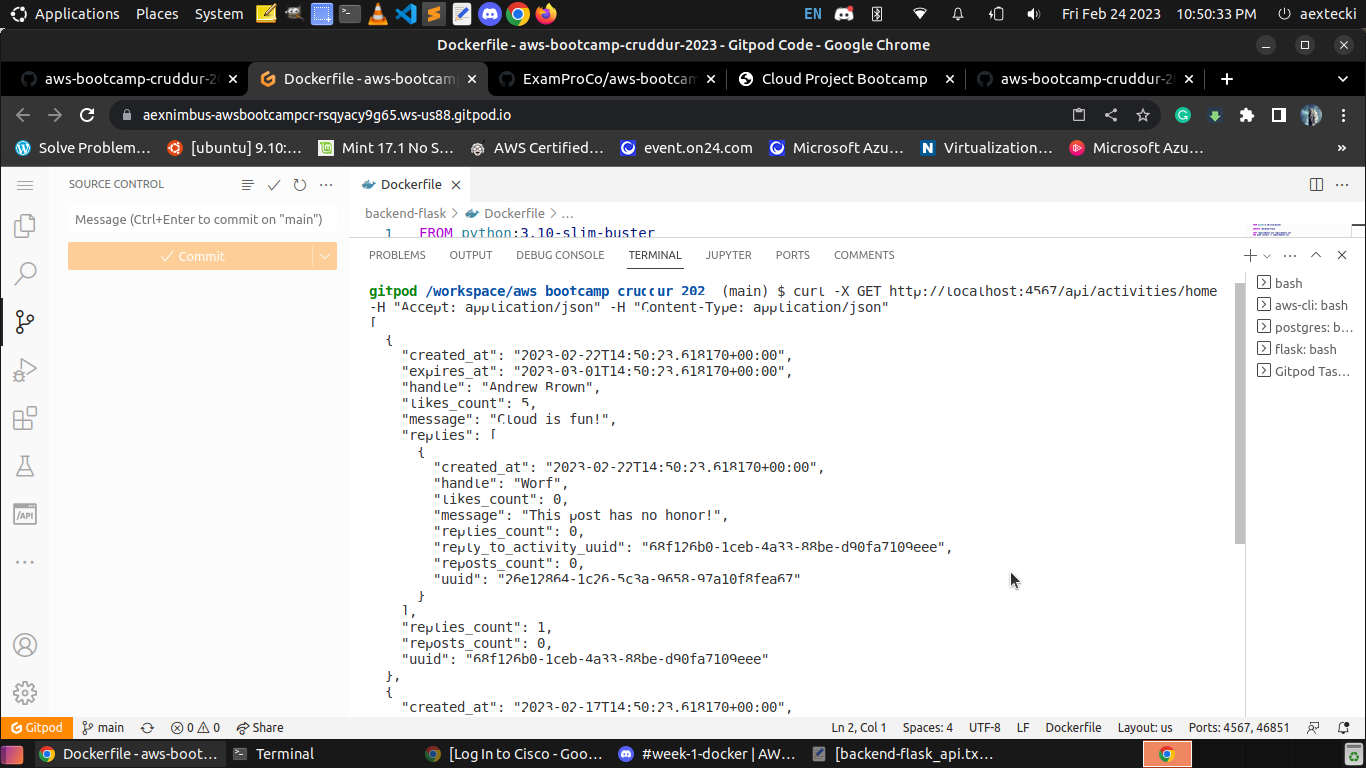 Applications Places System EN Fri Feb 24 2023 10:50:33 PM aextecki
Dockerfile - aws-bootcamp-cruddur-2023 - Gitpod Code - Google Chrome
aws-bootcamp-cruddur-2 Dockerfile - aws-bootcam ExamProCo/aws-bootcam Cloud Project Bootcamp aws-bootcamp-cruddur-2
aexnimbus-awsbootcampcr-rsqyacy9g65.ws-us88.gitpod.io
Solve Problem... [ubuntu] 9.10:... Mint 17.1 No S... AWS Certified... event.on24.com Microsoft Azu... Virtualization... Microsoft Azu... »
SOURCE CONTROL
Message (Ctrl+Enter to commit on "main")
Commit
/API
Dockerfile
backend-flask > Dockerfile > ...
1 FROM python:3.10-slim-buster
PROBLEMS OUTPUT DEBUG CONSOLE TERMINAL JUPYTER PORTS COMMENTS
gitpod /workspace/aws bootcamp cruddur 202 (main) $ curl -X GET http://localhost:4567/api/activities/home
-H "Accept: application/json" -H "Content-Type: application/json"
[
{
"created_at": "2023-02-22T14:50:23.618170+00:00",
"expires_at": "2023-03-01T14:50:23.618170+00:00",
"handle": "Andrew Brown",
"likes_count": 5,
"message": "Cloud is fun!",
"replies": [
{
"created_at": "2023-02-22T14:50:23.618170+00:00",
"handle": "Worf",
"likes_count": 0,
"message": "This post has no honor!",
"replies_count": 0,
"reply_to_activity_uuid": "68f126b0-1ceb-4a33-88be-d90fa7109eee",
"reposts_count": 0,
"uuid": "26e12864-1c26-5c3a-9658-97a10f8fea67"
}
],
"replies_count": 1,
"reposts_count": 0,
"uuid": "68f126b0-1ceb-4a33-88be-d90fa7109eee"
},
{
"created_at": "2023-02-17T14:50:23.618170+00:00",
bash
aws-cli: bash
postgres: b...
flask: bash
Gitpod Tas...
Gitpod main 0 0 Share Ln 2, Col 1 Spaces: 4 UTF-8 LF Dockerfile Layout: us Ports: 4567, 46851
Dockerfile - aws-boot... Terminal [Log In to Cisco - Goo... #week-1-docker | AW... [backend-flask_api.tx...